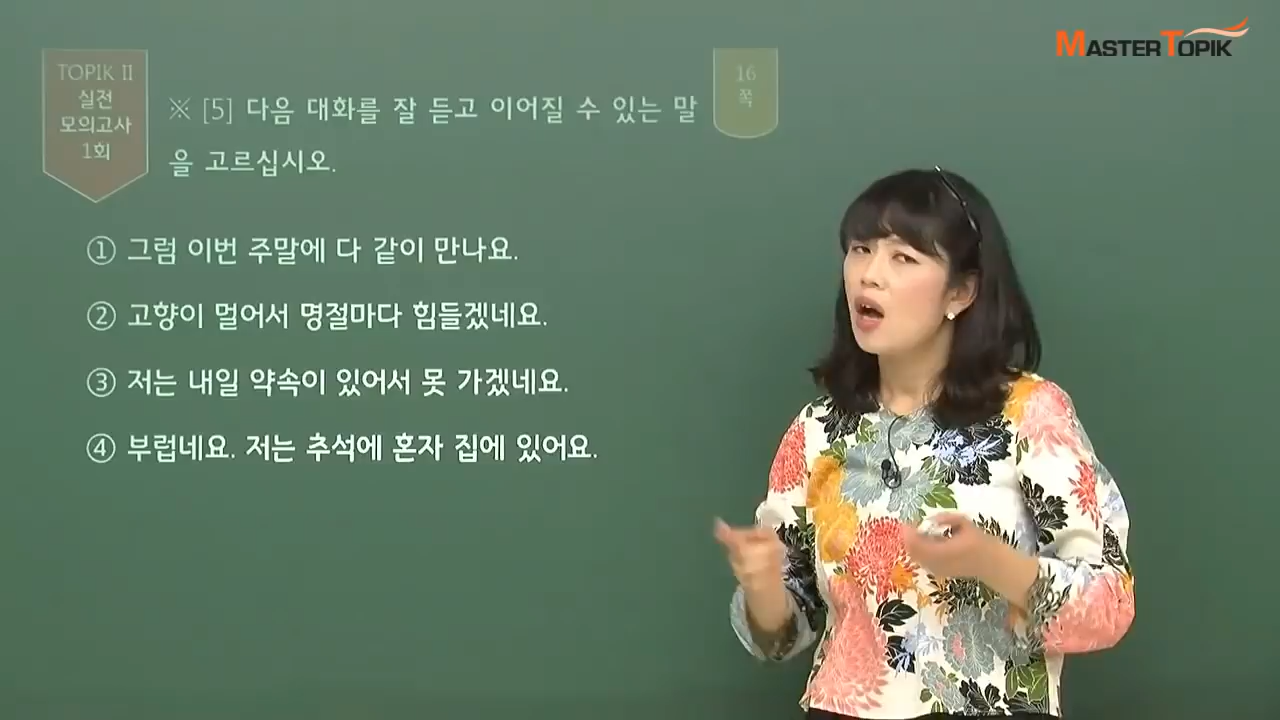 MASTER TOPIK
TOPIK II
실전
모의고사
1회
16
쪽
※ [5] 다음 대화를 잘 듣고 이어질 수 있는 말
을 고르십시오.
① 그럼 이번 주말에 다 같이 만나요.
② 고향이 멀어서 명절마다 힘들겠네요.
③ 저는 내일 약속이 있어서 못 가겠네요.
④ 부럽네요. 저는 추석에 혼자 집에 있어요.